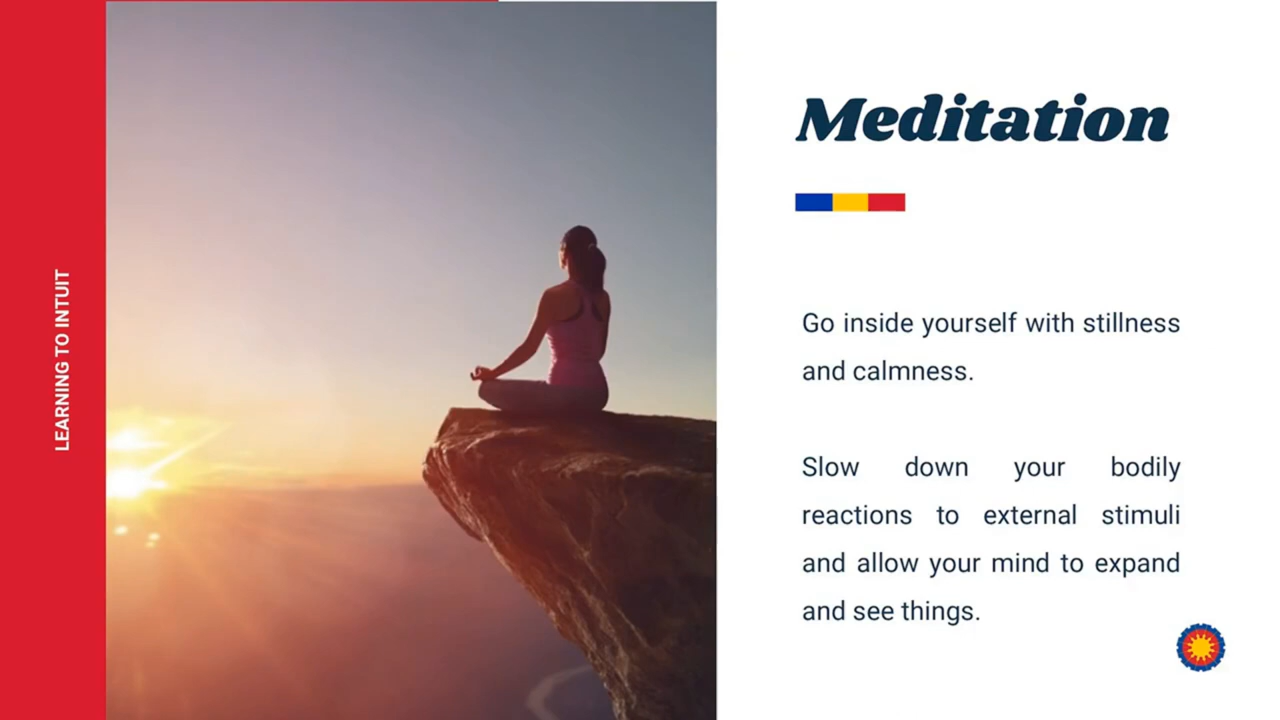 LEARNING TO INTUIT
Meditation
Go inside yourself with stillness
and calmness.
Slow down your bodily
reactions to external stimuli
and allow your mind to expand
and see things.